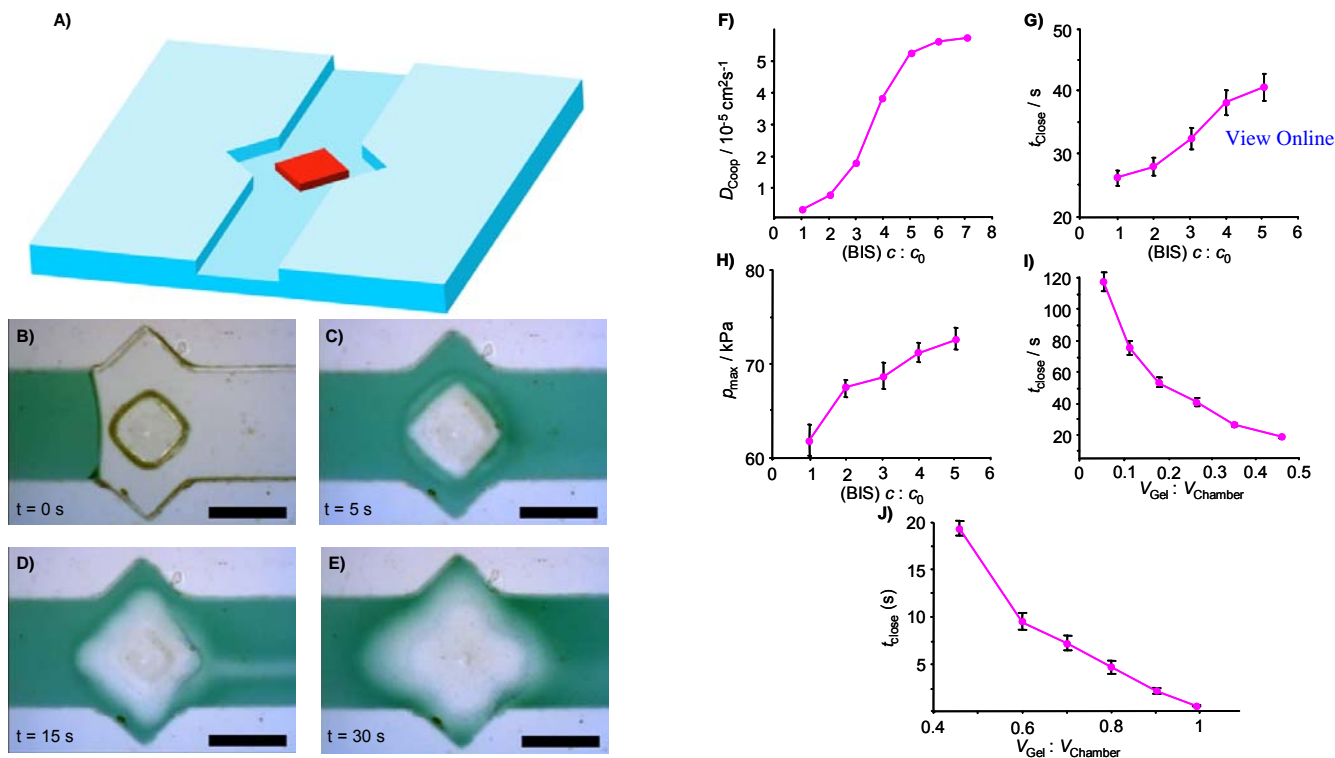 A)
B)
t = 0 s
C)
t = 5 s
D)
t = 15 s
E)
t = 30 s
F)
D_Coop / 10^-5 cm^2s^-1
5
4
3
2
1
0 1 2 3 4 5 6 7 8
(BIS) c : c_0
G)
t_Close / s
50
40
30
20
0 1 2 3 4 5 6
(BIS) c : c_0
View Online
H)
p_max / kPa
80
70
60
0 1 2 3 4 5 6
(BIS) c : c_0
I)
t_close / s
120
100
80
60
40
20
0 0.1 0.2 0.3 0.4 0.5
V_Gel : V_Chamber
J)
t_close (s)
20
15
10
5
0.4 0.6 0.8 1
V_Gel : V_Chamber